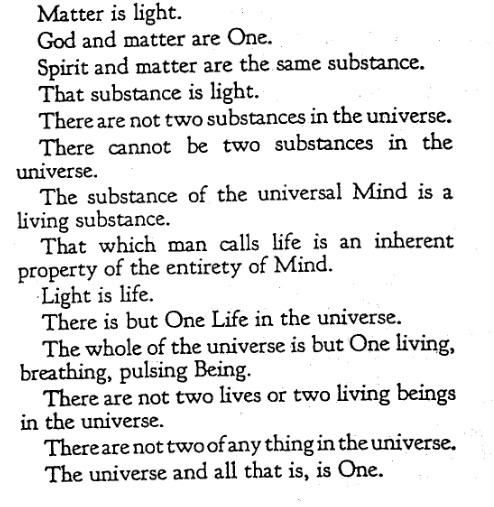 Matter is light.
God and matter are One.
Spirit and matter are the same substance.
That substance is light.
There are not two substances in the universe.
There cannot be two substances in the
universe.
The substance of the universal Mind is a
living substance.
That which man calls life is an inherent
property of the entirety of Mind.
Light is life.
There is but One Life in the universe.
The whole of the universe is but One living,
breathing, pulsing Being.
There are not two lives or two living beings
in the universe.
There are not two of any thing in the universe.
The universe and all that is, is One.